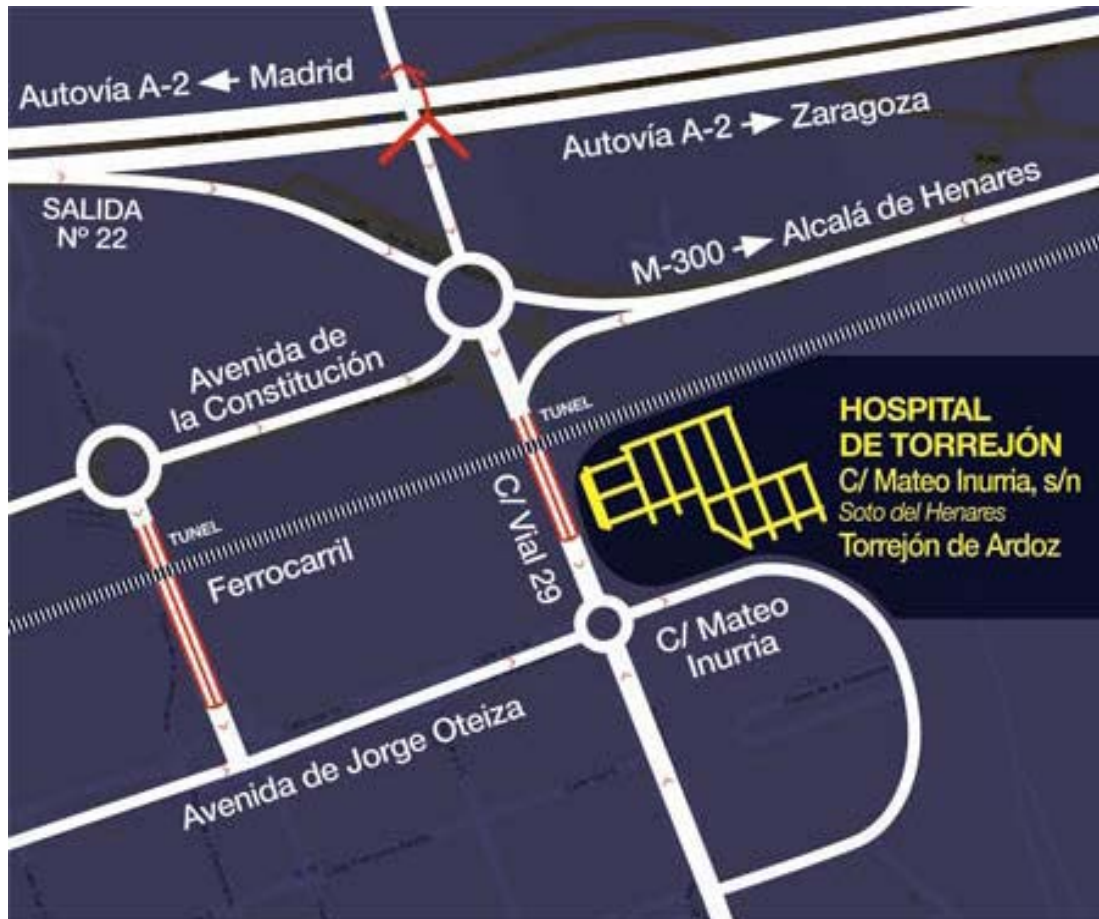 Autovía A-2 ← Madrid
Autovía A-2 → Zaragoza
SALIDA
Nº 22
M-300 → Alcalá de Henares
Avenida de
la Constitución
TUNEL
TUNEL
Ferrocarril
C/ Vial 29
HOSPITAL
DE TORREJÓN
C/ Mateo Inurria, s/n
Soto del Henares
Torrejón de Ardoz
C/ Mateo
Inurria
Avenida de Jorge Oteiza